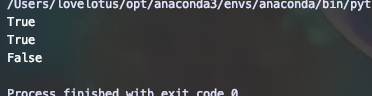 /Users/lovelotus/opt/anaconda3/envs/anaconda/bin/pyt
True
True
False
Process finished with exit code 0